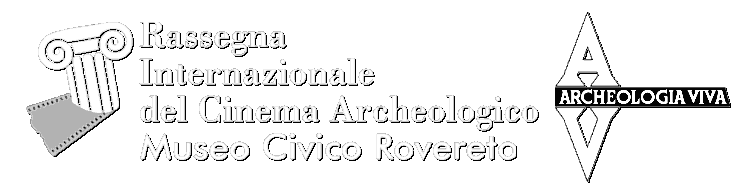 Rassegna
Internazionale
del Cinema Archeologico
Museo Civico Rovereto
A
ARCHEOLOGIA VIVA